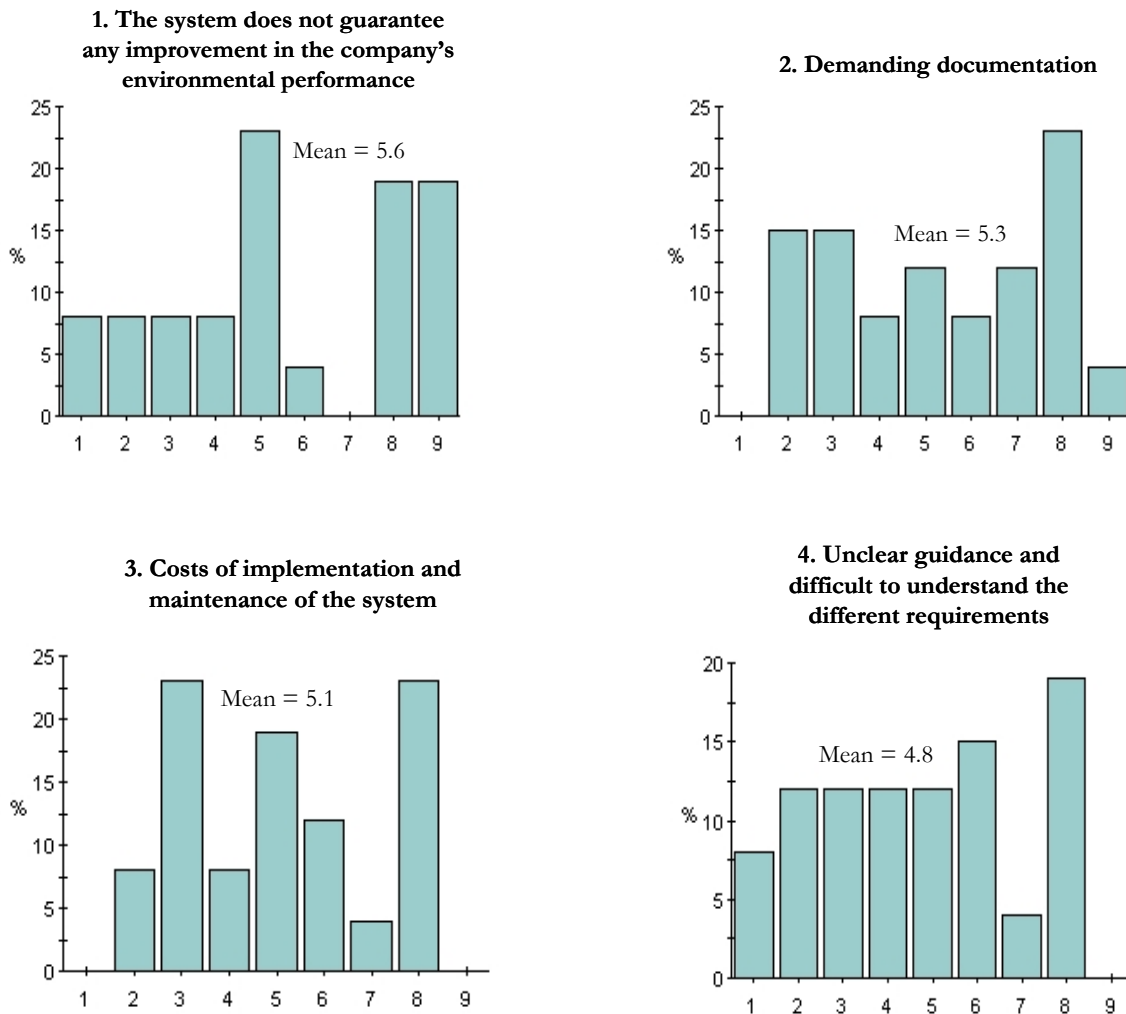 1. The system does not guarantee
any improvement in the company's
environmental performance
25
20
15
10
5
0
%
Mean = 5.6
1 2 3 4 5 6 7 8 9
2. Demanding documentation
25
20
15
10
5
0
%
Mean = 5.3
1 2 3 4 5 6 7 8 9
3. Costs of implementation and
maintenance of the system
25
20
15
10
5
0
%
Mean = 5.1
1 2 3 4 5 6 7 8 9
4. Unclear guidance and
difficult to understand the
different requirements
20
15
10
5
0
%
Mean = 4.8
1 2 3 4 5 6 7 8 9